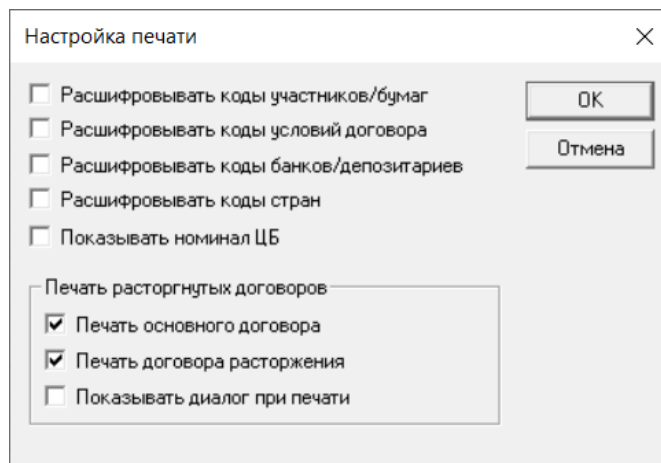 Настройка печати
Расшифровывать коды участников/бумаг
OK
Расшифровывать коды условий договора
Отмена
Расшифровывать коды банков/депозитариев
Расшифровывать коды стран
Показывать номинал ЦБ
Печать расторгнутых договоров
Печать основного договора
Печать договора расторжения
Показывать диалог при печати